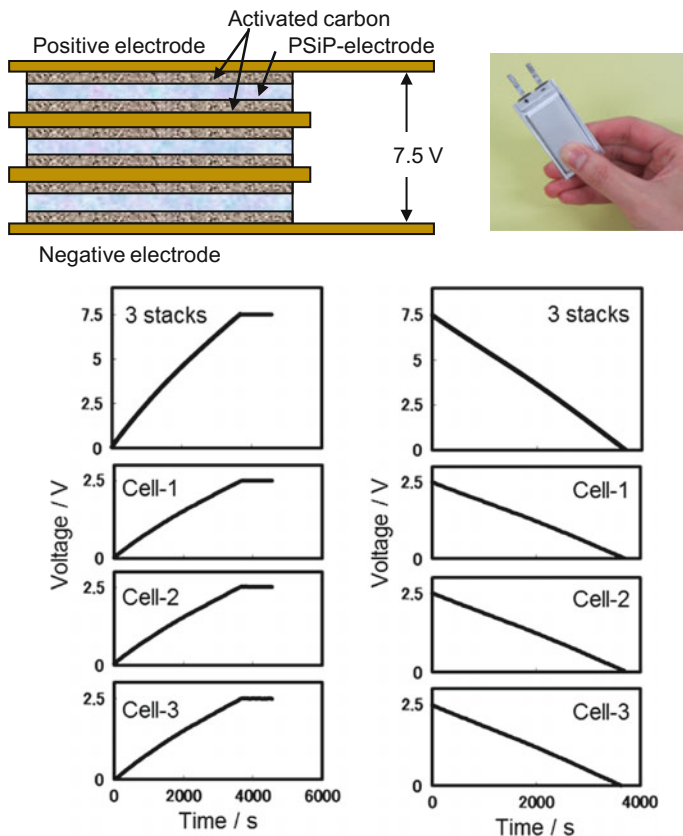 Activated carbon
Positive electrode
PSiP-electrode
7.5 V
Negative electrode
3 stacks
7.5
5
2.5
0
3 stacks
7.5
5
2.5
0
Voltage / V
Cell-1
2.5
0
Cell-2
2.5
0
Cell-3
2.5
0
0 2000 4000 6000
Time / s
Voltage / V
Cell-1
2.5
0
Cell-2
2.5
0
Cell-3
2.5
0
0 2000 4000
Time / s